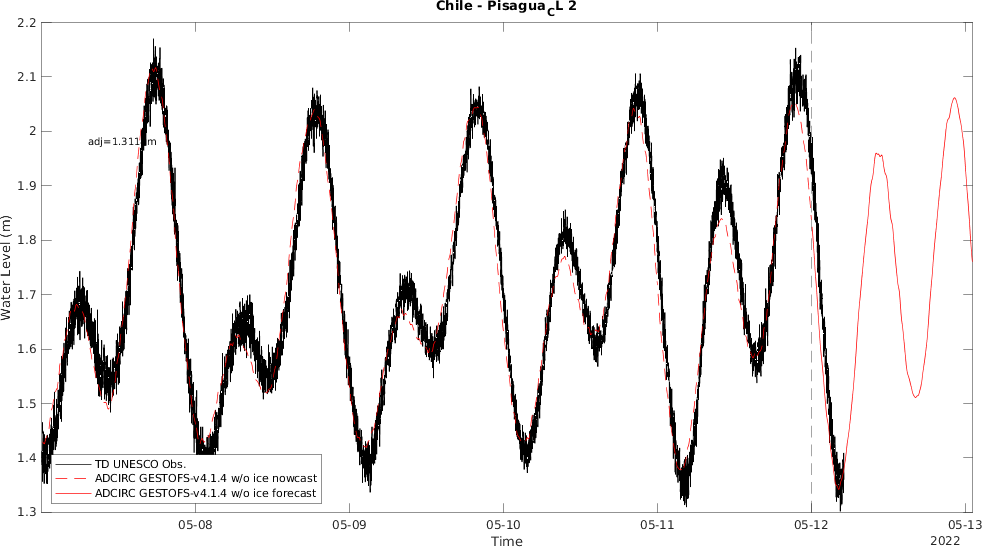 Chile - Pisagua_CL 2
2.2
2.1
2
1.9
1.8
1.7
1.6
1.5
1.4
1.3
Water Level (m)
adj=1.311 m
TD UNESCO Obs.
ADCIRC GESTOFS-v4.1.4 w/o ice nowcast
ADCIRC GESTOFS-v4.1.4 w/o ice forecast
05-08
05-09
05-10
05-11
05-12
05-13
Time
2022